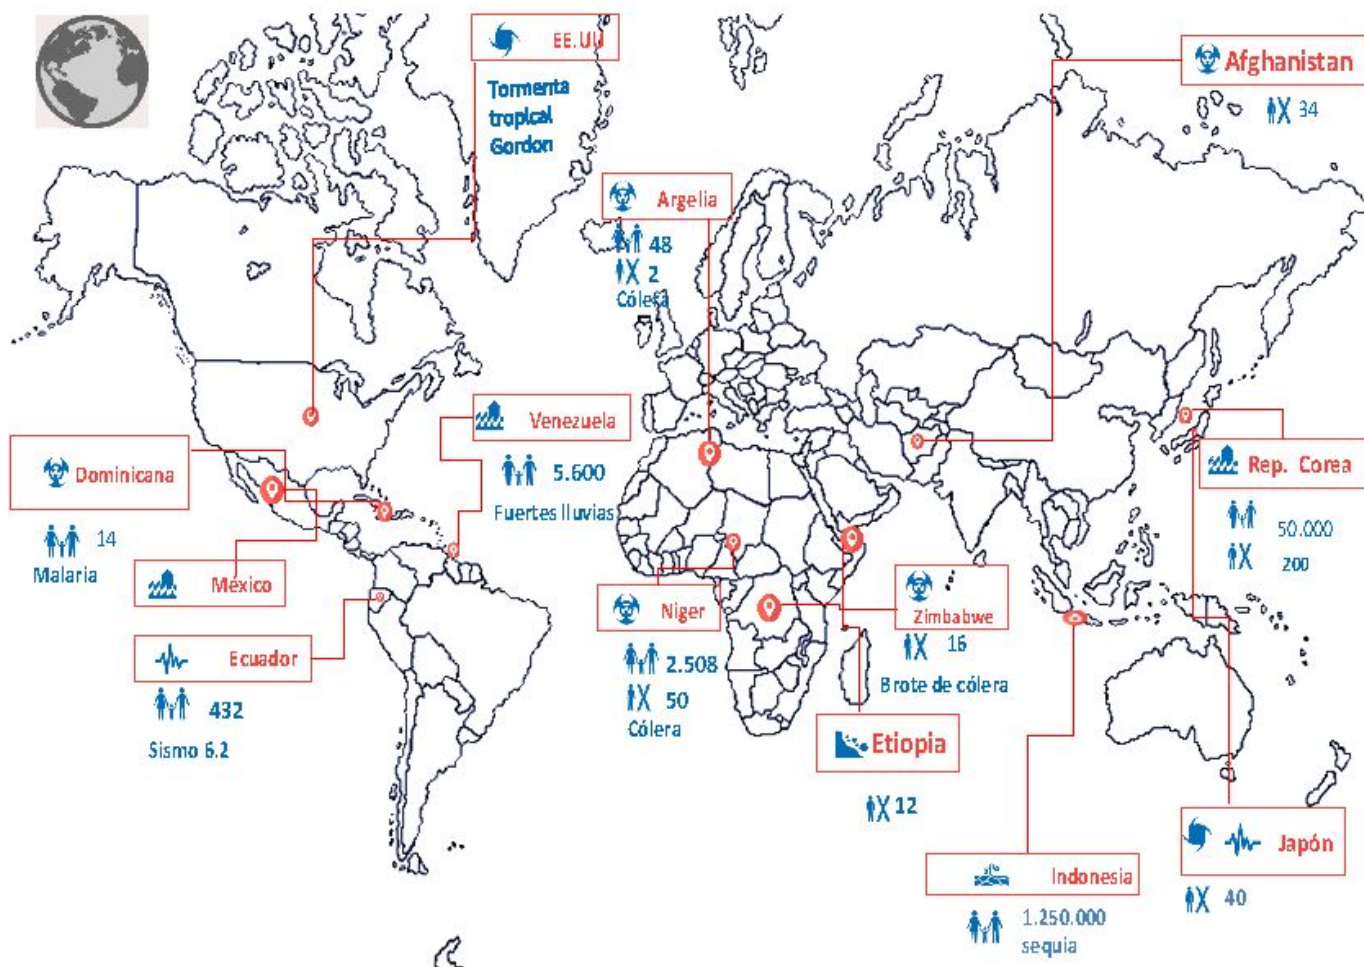 EE.UU
Tormenta
tropical
Gordon
Afghanistan
34
Argelia
48
2
Cólera
Venezuela
5.600
Fuertes lluvias
Dominicana
14
Malaria
México
Ecuador
432
Sismo 6.2
Niger
2.508
50
Cólera
Zimbabwe
16
Brote de cólera
Etiopia
12
Rep. Corea
50.000
200
Indonesia
1.250.000
sequia
Japón
40